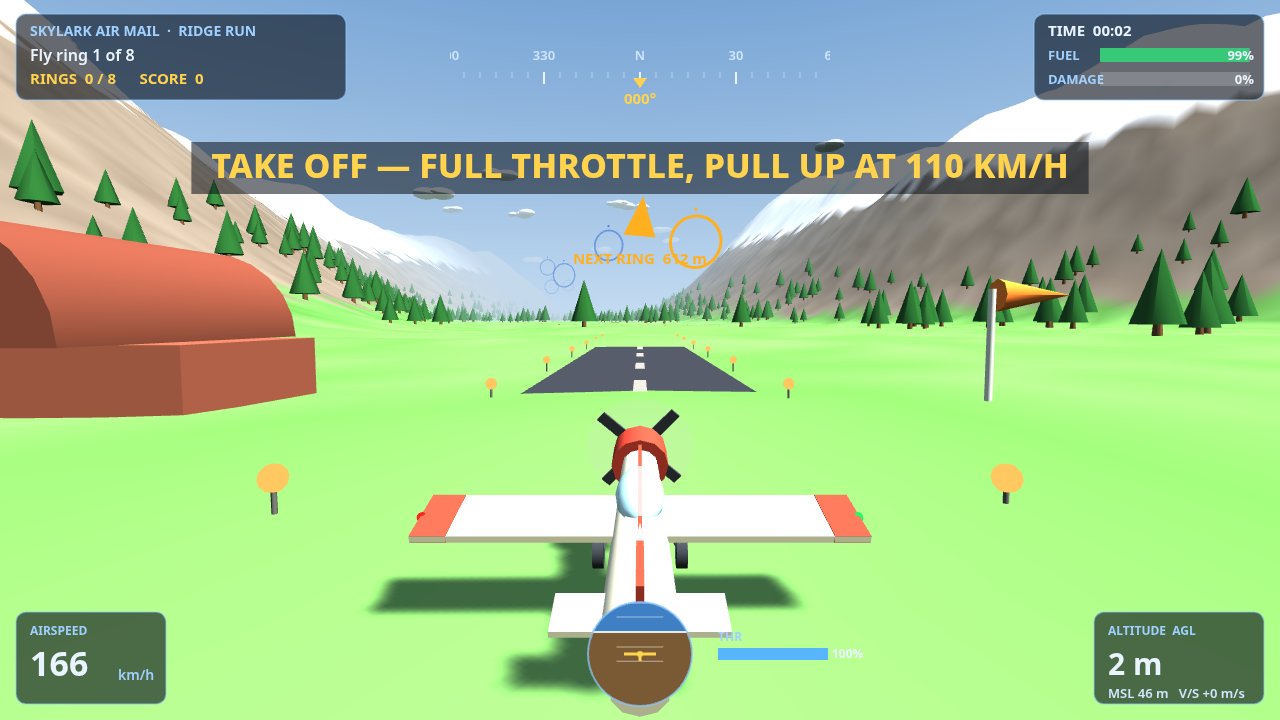 SKYLARK AIR MAIL · RIDGE RUN
Fly ring 1 of 8
RINGS 0 / 8 SCORE 0
330 N 30
000°
TIME 00:02
FUEL 99%
DAMAGE 0%
TAKE OFF — FULL THROTTLE, PULL UP AT 110 KM/H
NEXT RING 612 m
AIRSPEED
166 km/h
THR
100%
ALTITUDE AGL
2 m
MSL 46 m V/S +0 m/s